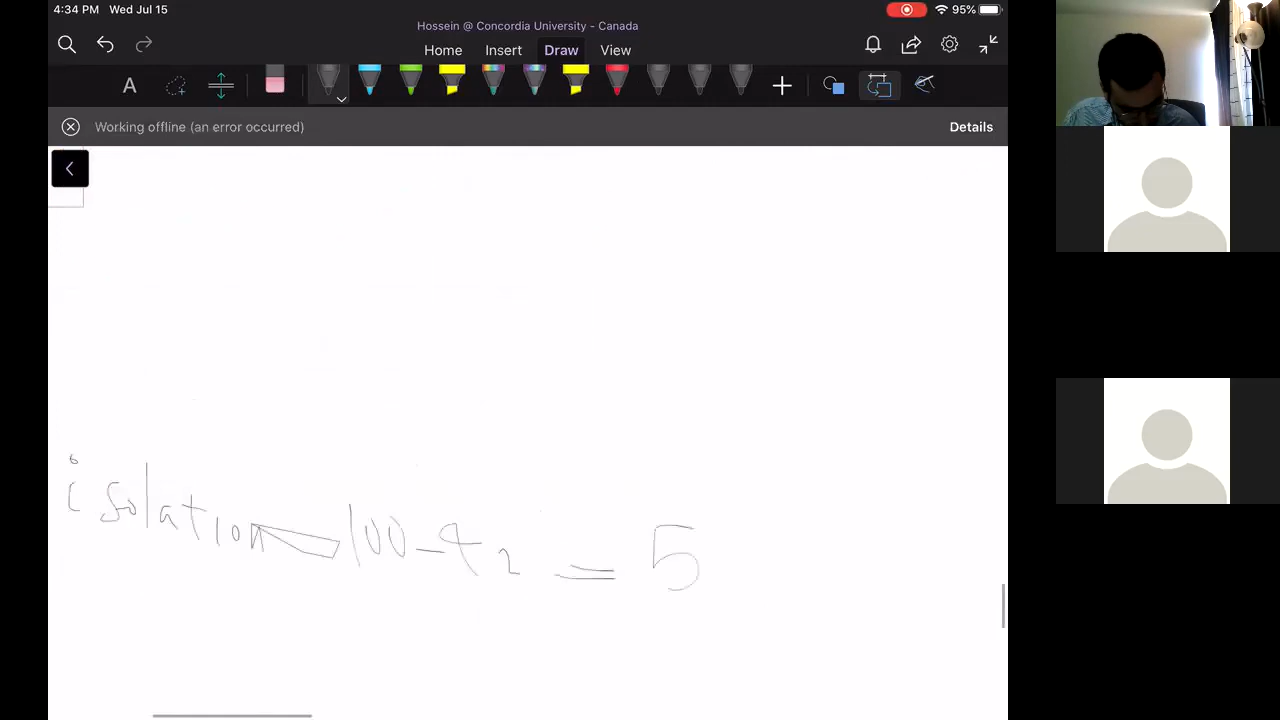 4:34 PM Wed Jul 15
95%
Hossein @ Concordia University - Canada
Home Insert Draw View
A
Working offline (an error occurred)
Details
isolation 100-42 = 5